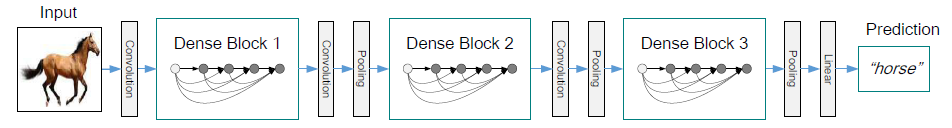 Input
Convolution
Dense Block 1
Convolution
Pooling
Dense Block 2
Convolution
Pooling
Dense Block 3
Pooling
Linear
Prediction
“horse”